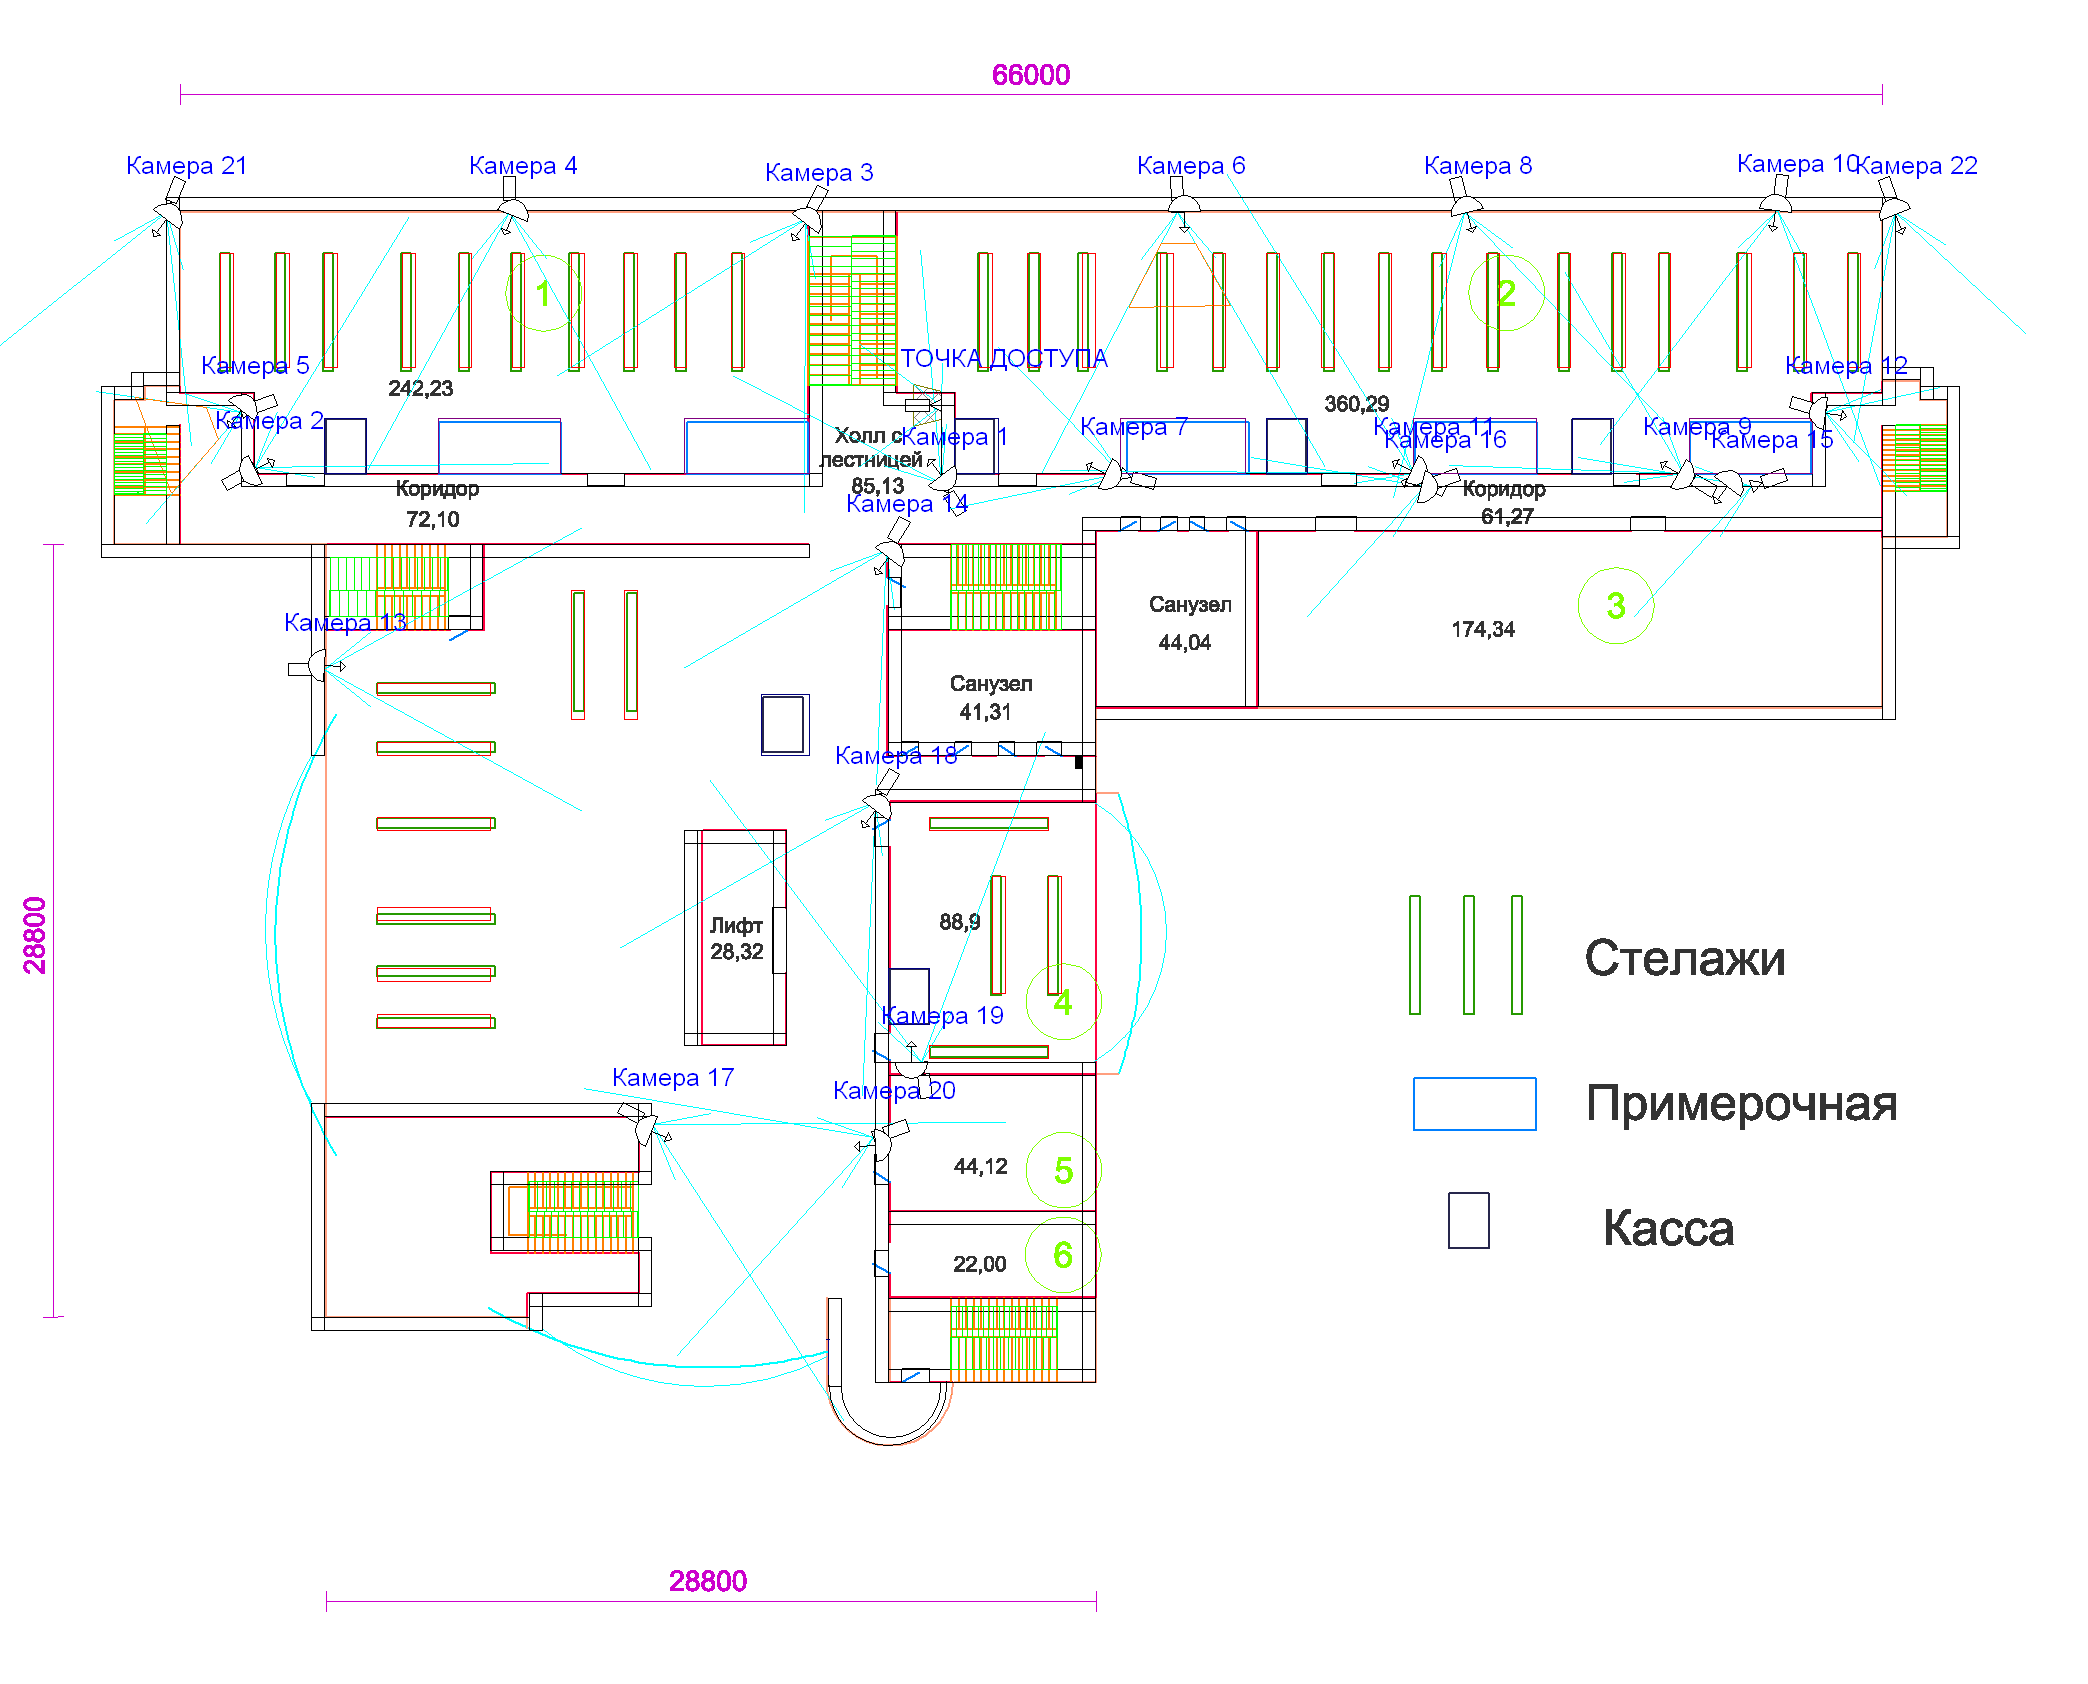 66000
Камера 21
Камера 4
Камера 3
Камера 6
Камера 8
Камера 10
Камера 22
1
2
Камера 5
242,23
ТОЧКА ДОСТУПА
Камера 12
360,29
Камера 2
Холл с
лестницей
85,13
Камера 1
Камера 7
Камера 11
Камера 16
Камера 9
Камера 15
Коридор
72,10
Камера 14
Коридор
61,27
Камера 13
Санузел
44,04
3
174,34
Санузел
41,31
Камера 18
28800
Лифт
28,32
88,9
4
Стелажи
Камера 19
Камера 17
Камера 20
Примерочная
44,12
5
Касса
22,00
6
28800